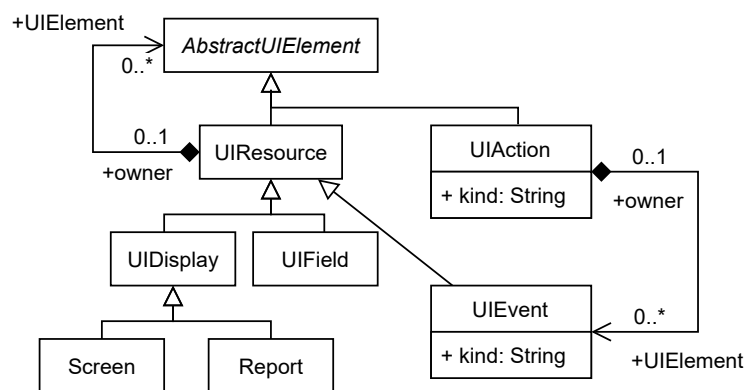 +UIElement
AbstractUIElement
0..*
0..1
UIResource
+owner
UIAction
+ kind: String
0..1
+owner
UIDisplay
UIField
UIEvent
+ kind: String
0..*
+UIElement
Screen
Report